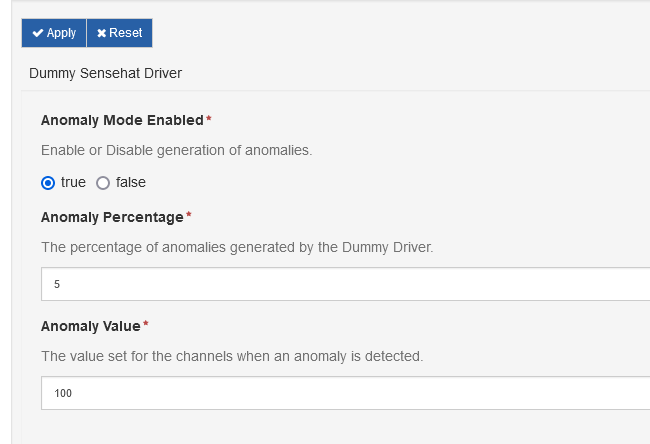 Apply Reset
Dummy Sensehat Driver
Anomaly Mode Enabled*
Enable or Disable generation of anomalies.
true false
Anomaly Percentage*
The percentage of anomalies generated by the Dummy Driver.
5
Anomaly Value*
The value set for the channels when an anomaly is detected.
100